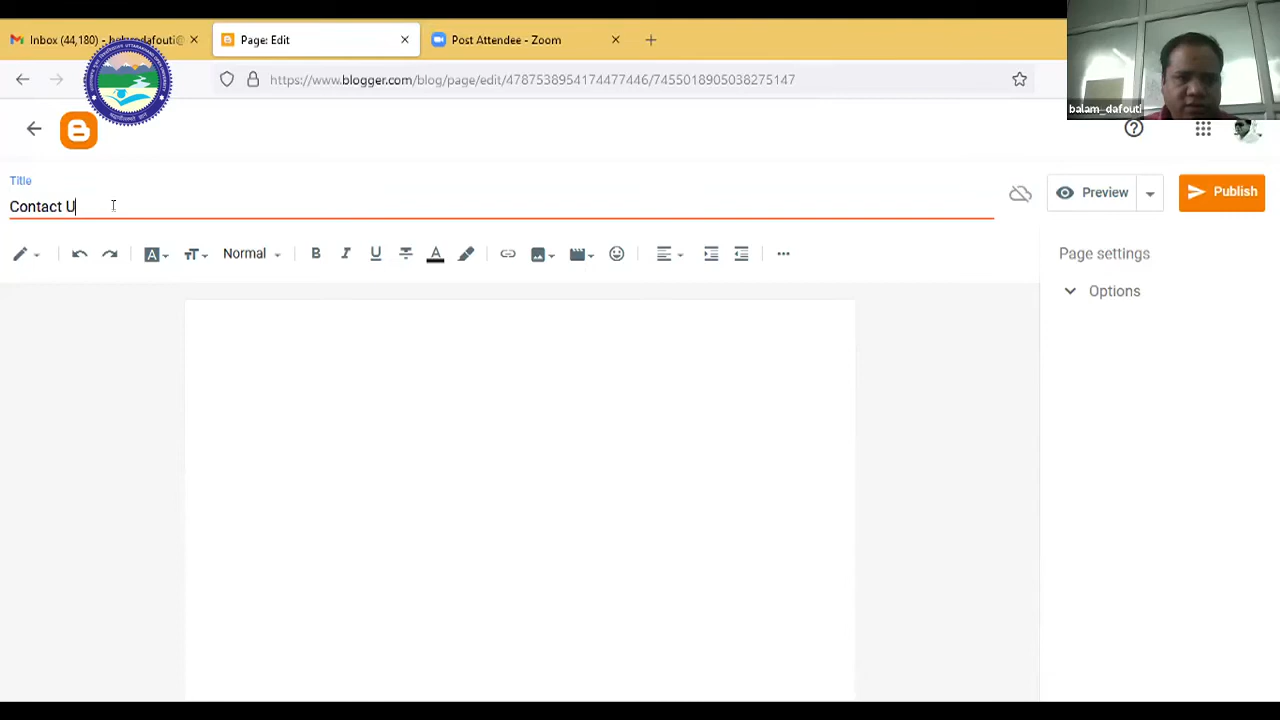 Inbox (44,180) - balamdafouti@
Page: Edit
Post Attendee - Zoom
https://www.blogger.com/blog/page/edit/4787538954174477446/7455018905038275147
balam_dafouti
Title
Contact U
Preview
Publish
Normal
Page settings
Options